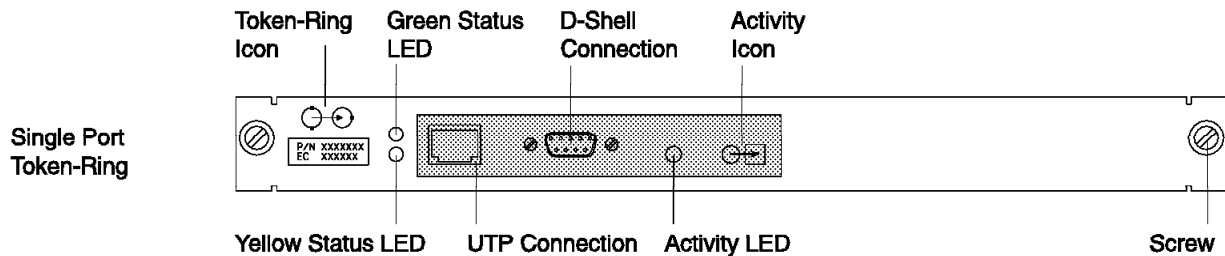 Token-Ring
Icon
Green Status
LED
D-Shell
Connection
Activity
Icon
Single Port
Token-Ring
P/N XXXXXXX
EC XXXXXX
Yellow Status LED
UTP Connection
Activity LED
Screw